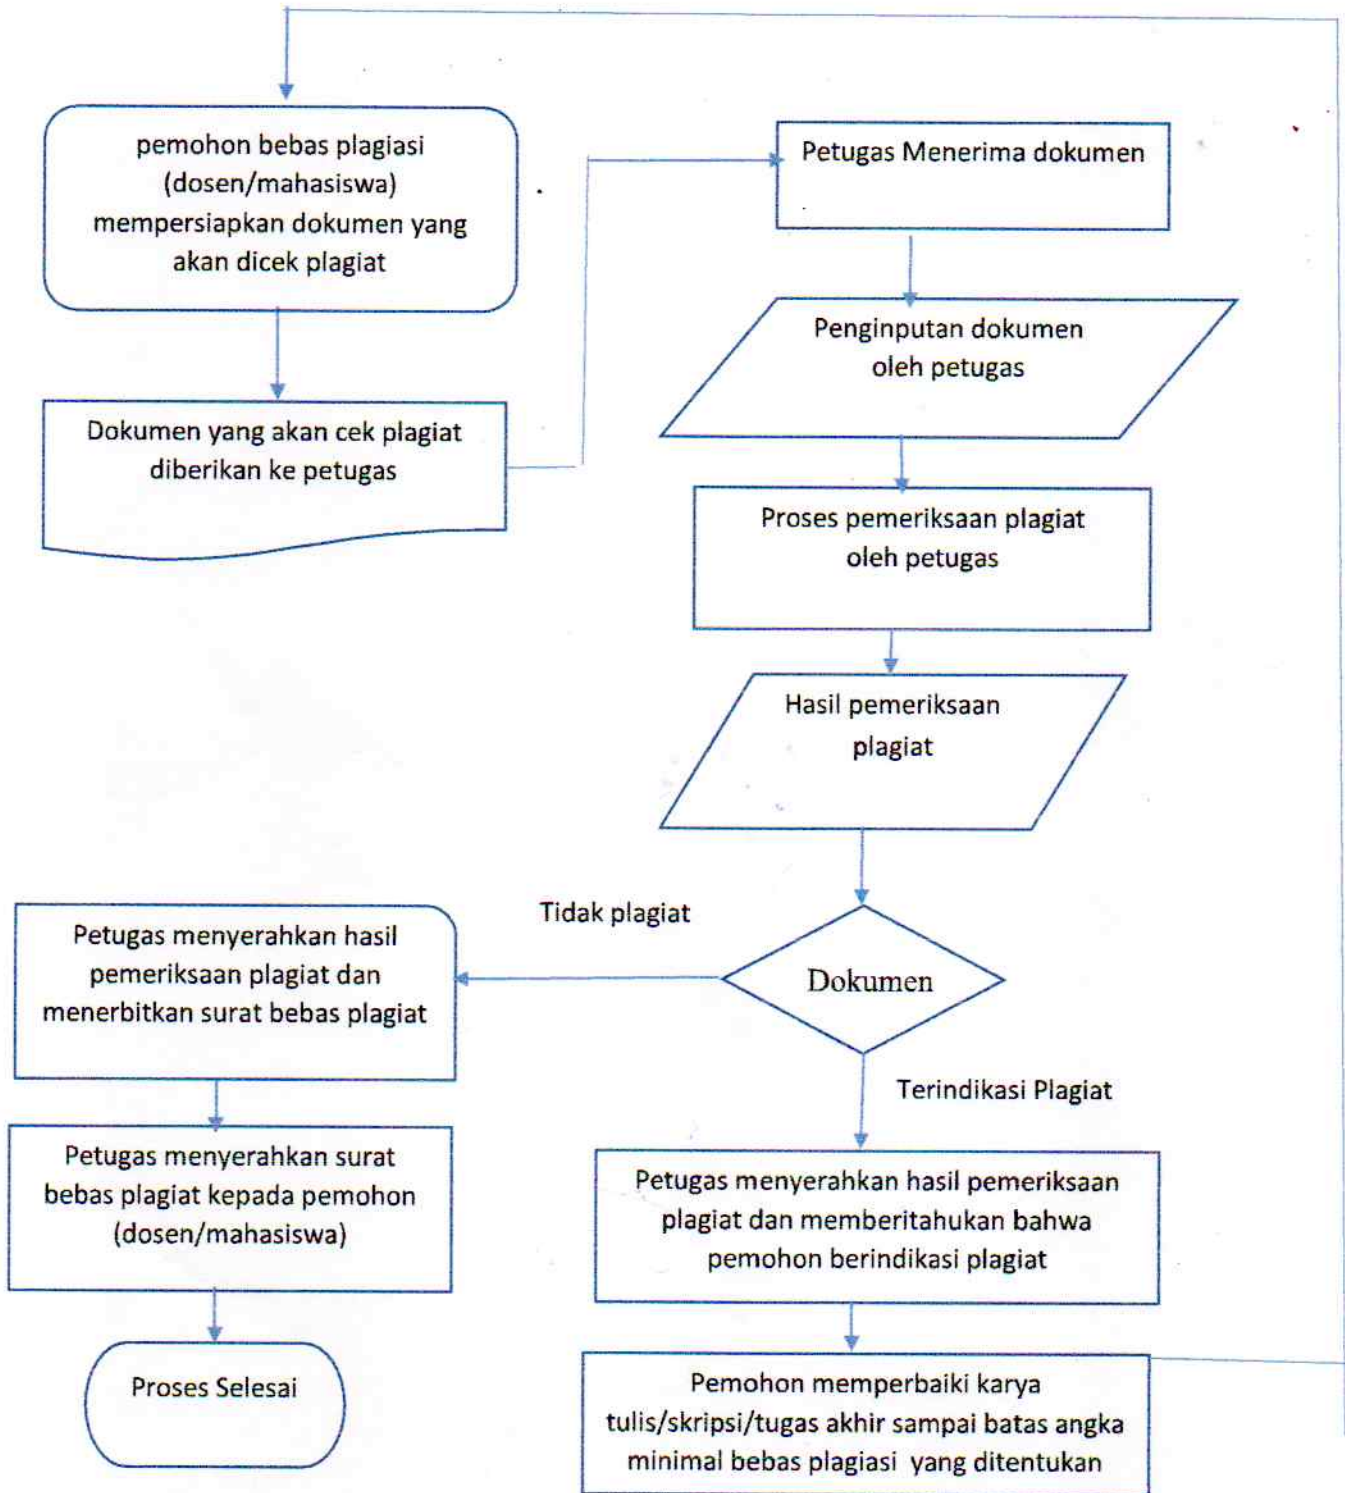 pemohon bebas plagiasi
(dosen/mahasiswa)
mempersiapkan dokumen yang
akan dicek plagiat
Dokumen yang akan cek plagiat
diberikan ke petugas
Petugas Menerima dokumen
Penginputan dokumen
oleh petugas
Proses pemeriksaan plagiat
oleh petugas
Hasil pemeriksaan
plagiat
Dokumen
Tidak plagiat
Petugas menyerahkan hasil
pemeriksaan plagiat dan
menerbitkan surat bebas plagiat
Petugas menyerahkan surat
bebas plagiat kepada pemohon
(dosen/mahasiswa)
Proses Selesai
Terindikasi Plagiat
Petugas menyerahkan hasil pemeriksaan
plagiat dan memberitahukan bahwa
pemohon berindikasi plagiat
Pemohon memperbaiki karya
tulis/skripsi/tugas akhir sampai batas angka
minimal bebas plagiasi yang ditentukan